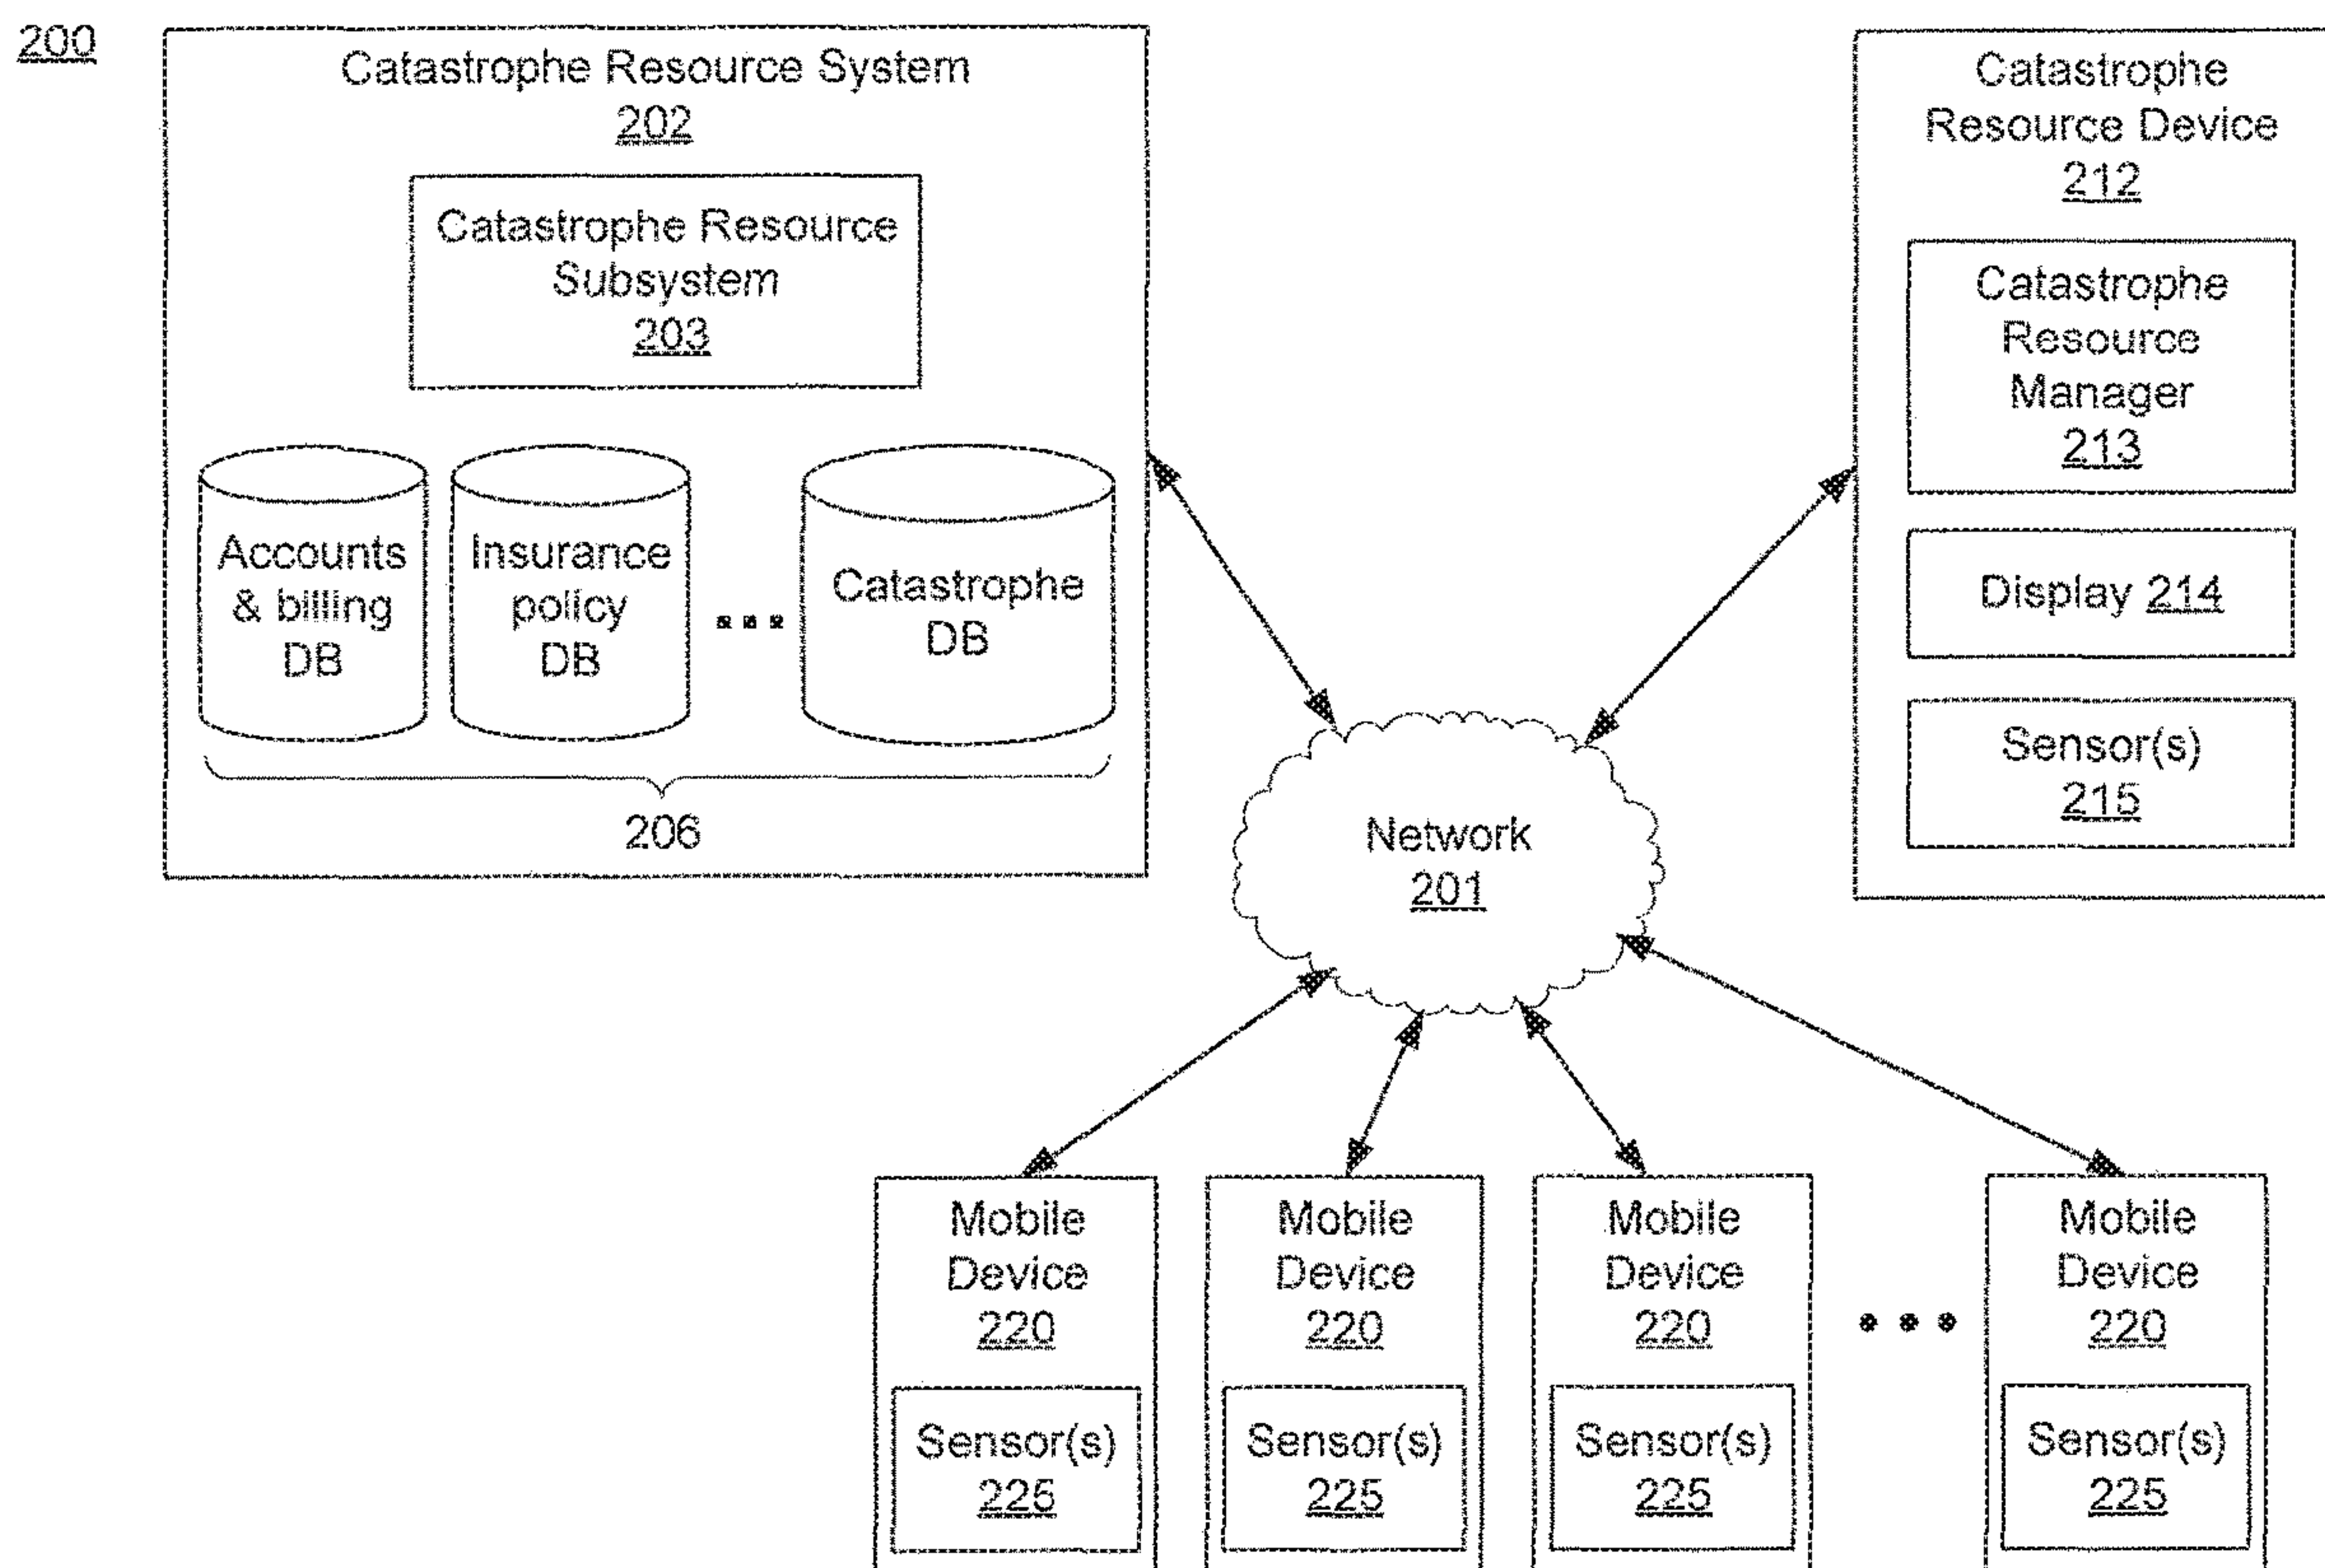 200
Catastrophe Resource System
202
Catastrophe Resource
Subsystem
203
Accounts
& billing
DB
Insurance
policy
DB
Catastrophe
DB
206
Catastrophe
Resource Device
212
Catastrophe
Resource
Manager
213
Display 214
Sensor(s)
215
Network
201
Mobile
Device
220
Sensor(s)
225
Mobile
Device
220
Sensor(s)
225
Mobile
Device
220
Sensor(s)
225
Mobile
Device
220
Sensor(s)
225